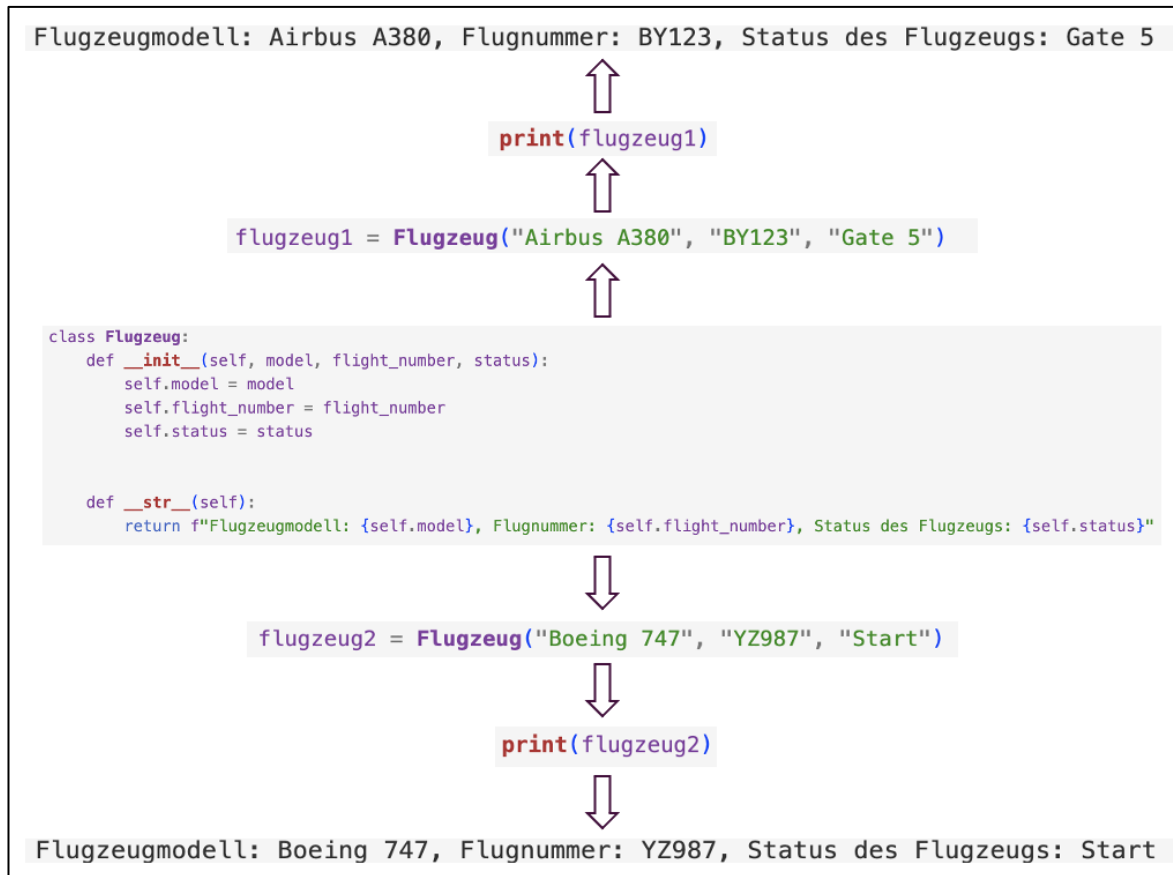 Flugzeugmodell: Airbus A380, Flugnummer: BY123, Status des Flugzeugs: Gate 5
print(flugzeug1)
flugzeug1 = Flugzeug("Airbus A380", "BY123", "Gate 5")
class Flugzeug:
    def __init__(self, model, flight_number, status):
        self.model = model
        self.flight_number = flight_number
        self.status = status
    def __str__(self):
        return f"Flugzeugmodell: {self.model}, Flugnummer: {self.flight_number}, Status des Flugzeugs: {self.status}"
flugzeug2 = Flugzeug("Boeing 747", "YZ987", "Start")
print(flugzeug2)
Flugzeugmodell: Boeing 747, Flugnummer: YZ987, Status des Flugzeugs: Start